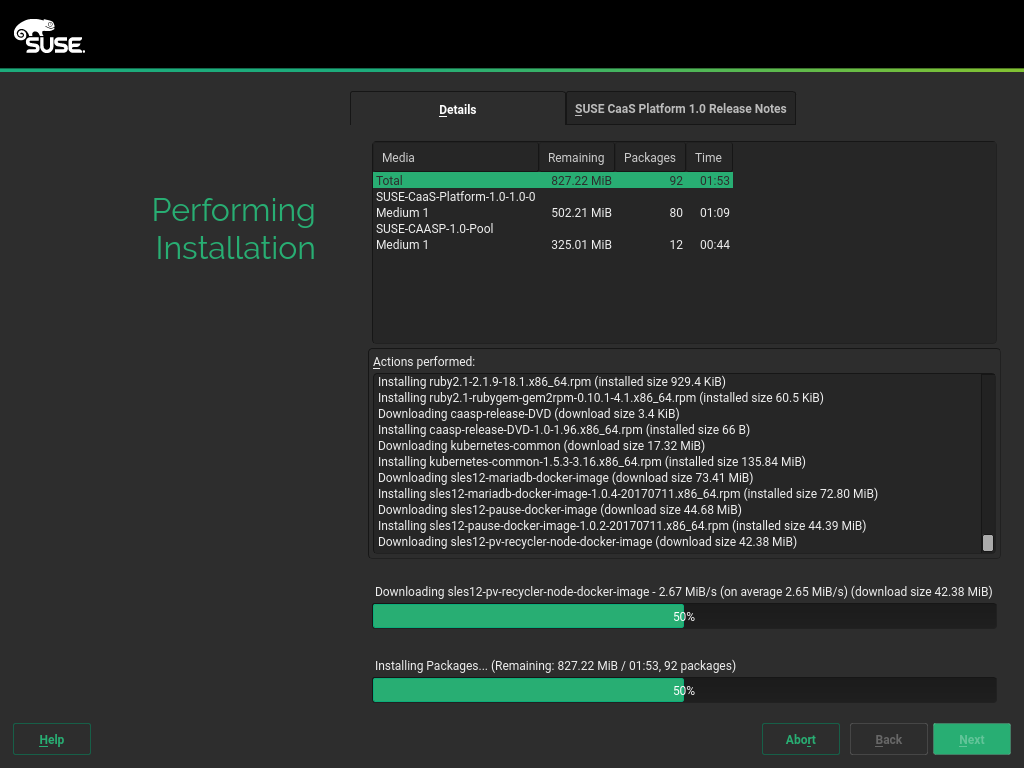 SUSE.
Details
SUSE CaaS Platform 1.0 Release Notes
Performing
Installation
Media Remaining Packages Time
Total 827.22 MiB 92 01:53
SUSE-CaaS-Platform-1.0-1.0-0
Medium 1 502.21 MiB 80 01:09
SUSE-CAASP-1.0-Pool
Medium 1 325.01 MiB 12 00:44
Actions performed:
Installing ruby2.1-2.1.9-18.1.x86_64.rpm (installed size 929.4 KiB)
Installing ruby2.1-rubygem-gem2rpm-0.10.1-4.1.x86_64.rpm (installed size 60.5 KiB)
Downloading caasp-release-DVD (download size 3.4 KiB)
Installing caasp-release-DVD-1.0-1.96.x86_64.rpm (installed size 66 B)
Downloading kubernetes-common (download size 17.32 MiB)
Installing kubernetes-common-1.5.3-3.16.x86_64.rpm (installed size 135.84 MiB)
Downloading sles12-mariadb-docker-image (download size 73.41 MiB)
Installing sles12-mariadb-docker-image-1.0.4-20170711.x86_64.rpm (installed size 72.80 MiB)
Downloading sles12-pause-docker-image (download size 44.68 MiB)
Installing sles12-pause-docker-image-1.0.2-20170711.x86_64.rpm (installed size 44.39 MiB)
Downloading sles12-pv-recycler-node-docker-image (download size 42.38 MiB)
Downloading sles12-pv-recycler-node-docker-image - 2.67 MiB/s (on average 2.65 MiB/s) (download size 42.38 MiB)
50%
Installing Packages... (Remaining: 827.22 MiB / 01:53, 92 packages)
50%
Help Abort Back Next